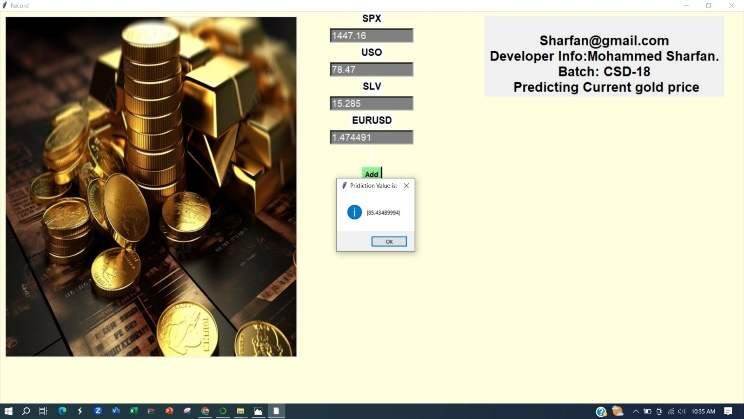 Record
SPX
1447.16
USO
78.47
SLV
15.285
EURUSD
1.474491
Add
Sharfan@gmail.com
Developer Info:Mohammed Sharfan.
Batch: CSD-18
Predicting Current gold price
Pridiction Value is:
[85.43489994]
OK
10:35 AM